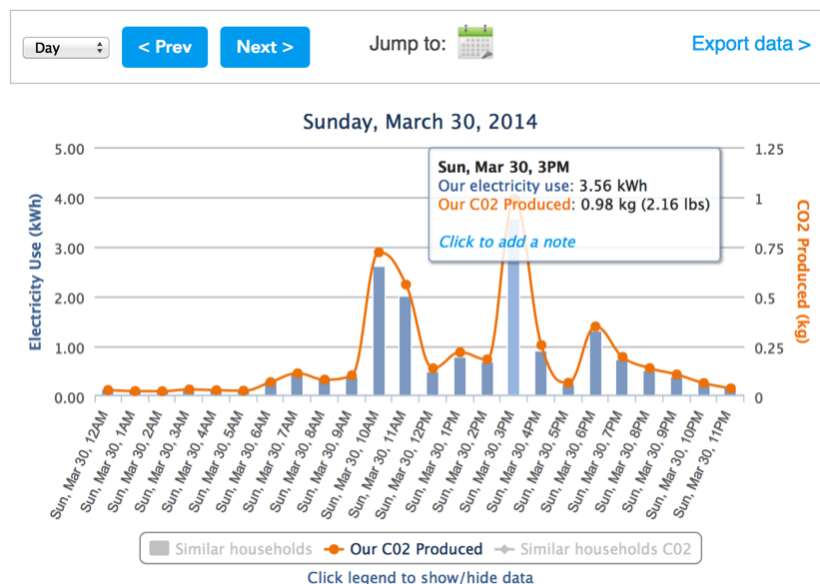 Day
< Prev
Next >
Jump to:
Export data >
Sunday, March 30, 2014
5.00
4.00
3.00
2.00
1.00
0.00
Electricity Use (kWh)
1.25
1
0.75
0.5
0.25
0
CO2 Produced (kg)
Sun, Mar 30, 3PM
Our electricity use: 3.56 kWh
Our C02 Produced: 0.98 kg (2.16 lbs)
Click to add a note
Sun, Mar 30, 12AM
Sun, Mar 30, 1AM
Sun, Mar 30, 2AM
Sun, Mar 30, 3AM
Sun, Mar 30, 4AM
Sun, Mar 30, 5AM
Sun, Mar 30, 6AM
Sun, Mar 30, 7AM
Sun, Mar 30, 8AM
Sun, Mar 30, 9AM
Sun, Mar 30, 10AM
Sun, Mar 30, 11AM
Sun, Mar 30, 12PM
Sun, Mar 30, 1PM
Sun, Mar 30, 2PM
Sun, Mar 30, 3PM
Sun, Mar 30, 4PM
Sun, Mar 30, 5PM
Sun, Mar 30, 6PM
Sun, Mar 30, 7PM
Sun, Mar 30, 8PM
Sun, Mar 30, 9PM
Sun, Mar 30, 10PM
Sun, Mar 30, 11PM
Similar households
Our C02 Produced
Similar households C02
Click legend to show/hide data